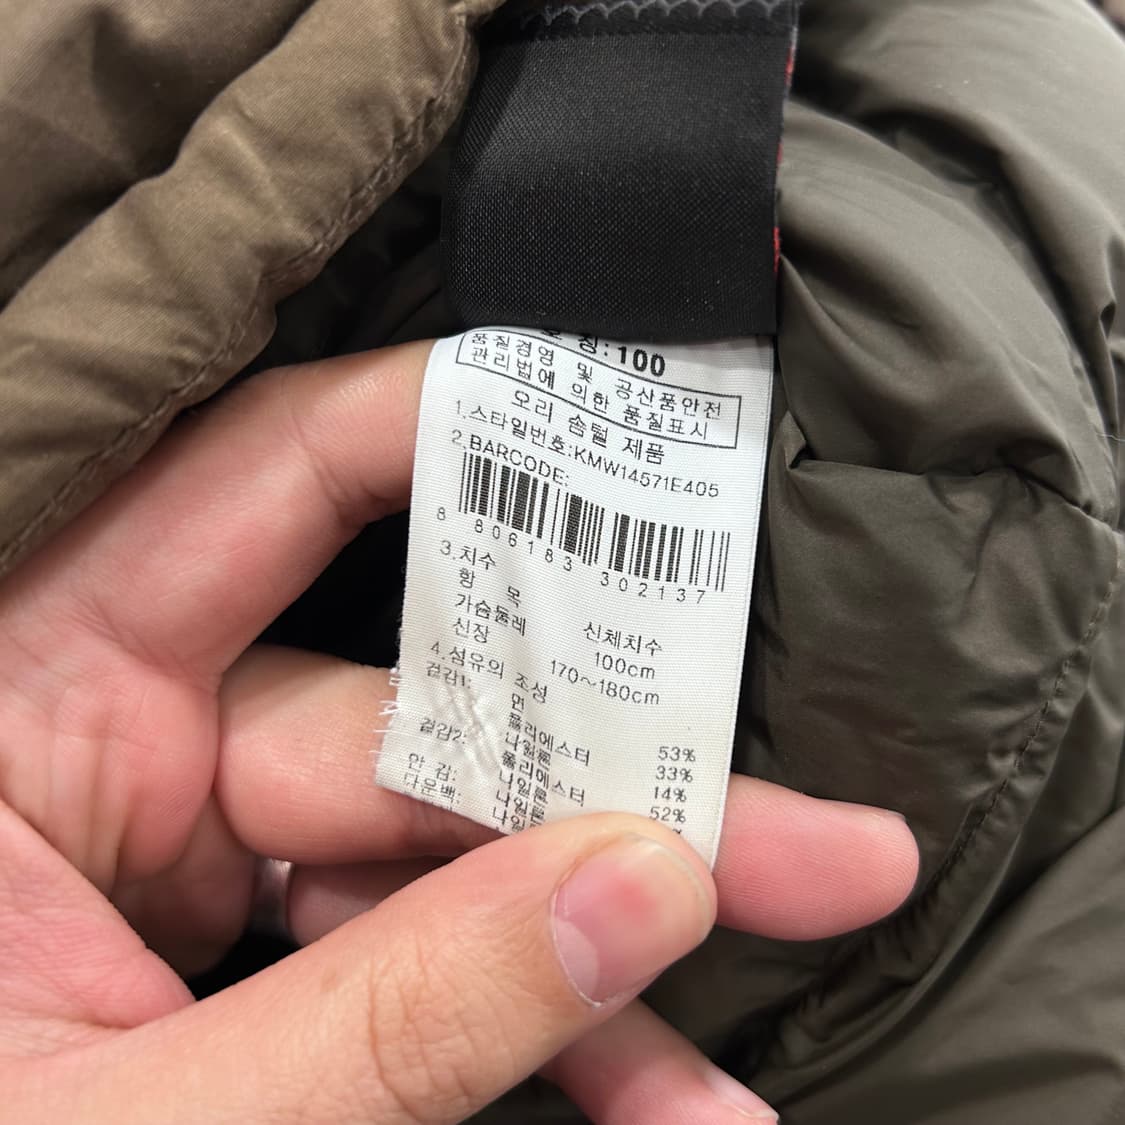 호 칭:100
품질경영 및 공산품안전
관리법에 의한 품질표시
오리 솜털 제품
1.스타일번호:KMW14571E405
2.BARCODE:
8 806183 302137
3.치수
항 목 신체치수
가슴둘레 100cm
신장 170~180cm
4.섬유의 조성
겉감1: 면 53%
폴리에스터 33%
나일론 14%
겉감2: 폴리에스터 52%
나일론
안 감: 나일론
다운백: 나일